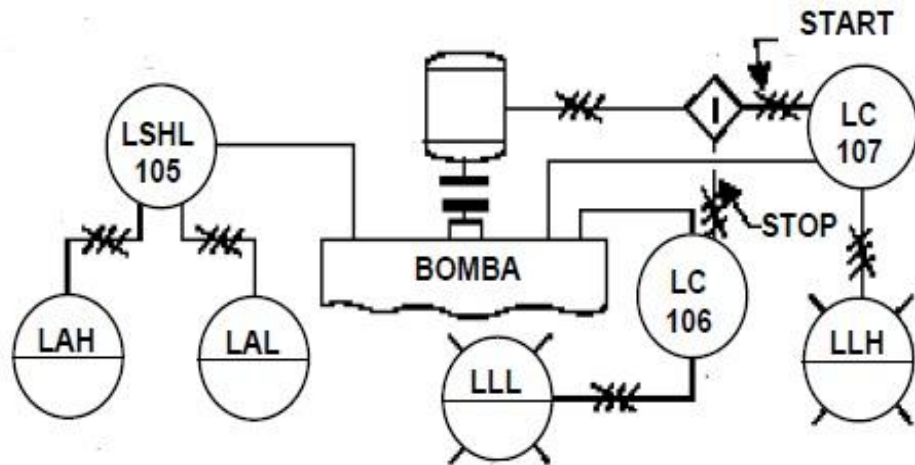 START
LSHL
105
LC
107
I
STOP
BOMBA
LC
106
LAH
LAL
LLL
LLH